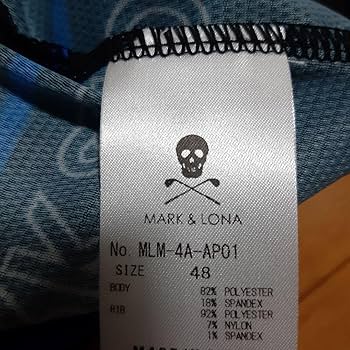 MARK & LONA
No. MLM-4A-AP01
SIZE 48
BODY 82% POLYESTER
18% SPANDEX
RIB 92% POLYESTER
7% NYLON
1% SPANDEX